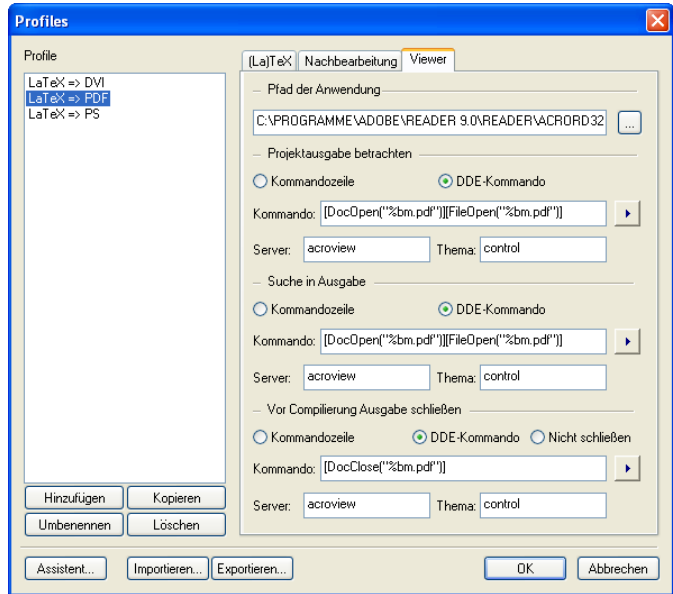 Profiles
Profile
LaTeX => DVI
LaTeX => PDF
LaTeX => PS
Hinzufügen Kopieren
Umbenennen Löschen
(La)TeX Nachbearbeitung Viewer
Pfad der Anwendung
C:\PROGRAMME\ADOBE\READER 9.0\READER\ACRORD32 ...
Projektausgabe betrachten
Kommandozeile DDE-Kommando
Kommando: [DocOpen("%bm.pdf")][FileOpen("%bm.pdf")]
Server: acroview Thema: control
Suche in Ausgabe
Kommandozeile DDE-Kommando
Kommando: [DocOpen("%bm.pdf")][FileOpen("%bm.pdf")]
Server: acroview Thema: control
Vor Compilierung Ausgabe schließen
Kommandozeile DDE-Kommando Nicht schließen
Kommando: [DocClose("%bm.pdf")]
Server: acroview Thema: control
Assistent... Importieren... Exportieren... OK Abbrechen